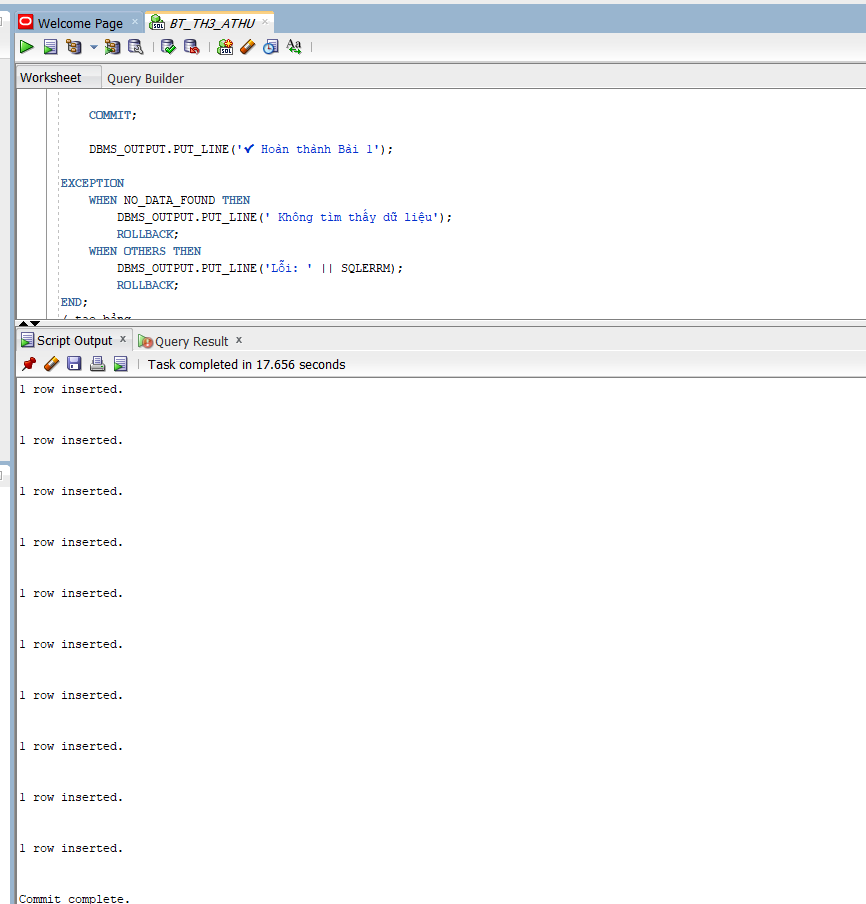 Welcome Page
BT_TH3_ATHU
Worksheet Query Builder
COMMIT;
DBMS_OUTPUT.PUT_LINE('✔ Hoàn thành Bài 1');
EXCEPTION
WHEN NO_DATA_FOUND THEN
DBMS_OUTPUT.PUT_LINE(' Không tìm thấy dữ liệu');
ROLLBACK;
WHEN OTHERS THEN
DBMS_OUTPUT.PUT_LINE('Lỗi: ' || SQLERRM);
ROLLBACK;
END;
Script Output x Query Result x
Task completed in 17.656 seconds
1 row inserted.
1 row inserted.
1 row inserted.
1 row inserted.
1 row inserted.
1 row inserted.
1 row inserted.
1 row inserted.
1 row inserted.
1 row inserted.
Commit complete.